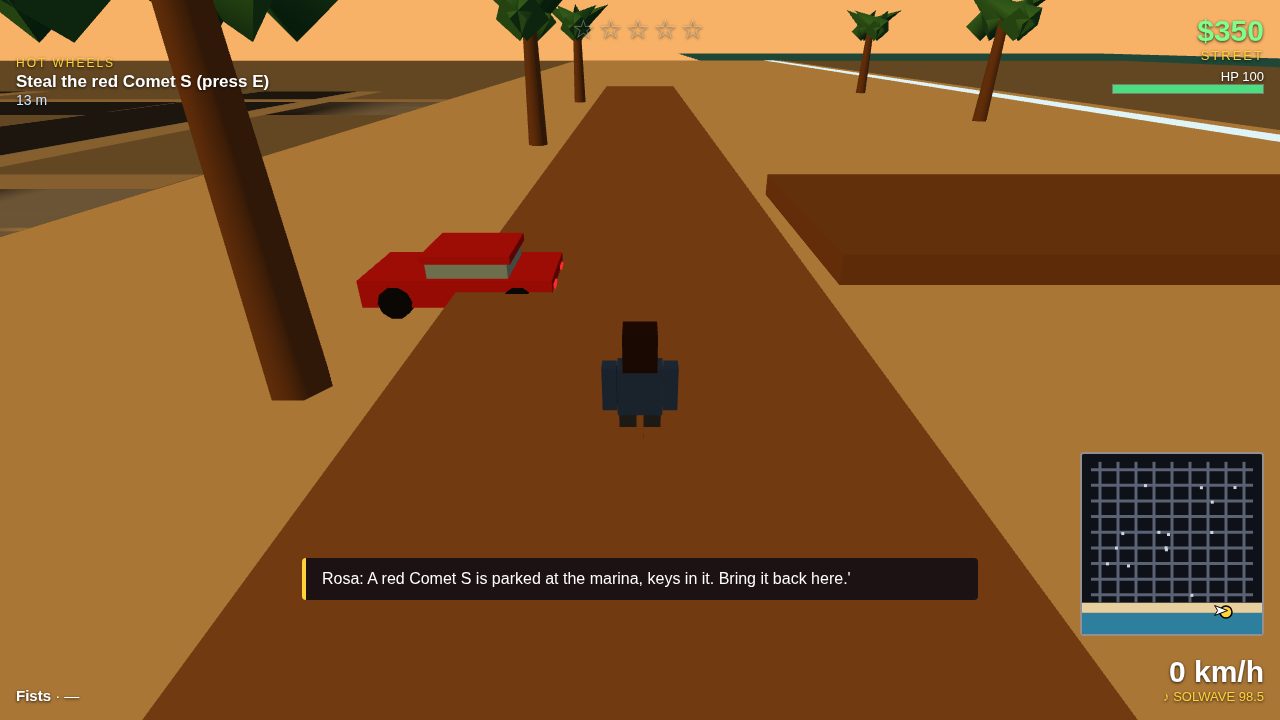 ☆ ☆ ☆ ☆ ☆
$350
STREET
HP 100
HOT WHEELS
Steal the red Comet S (press E)
13 m
Rosa: A red Comet S is parked at the marina, keys in it. Bring it back here.'
0 km/h
♪ SOLWAVE 98.5
Fists · —